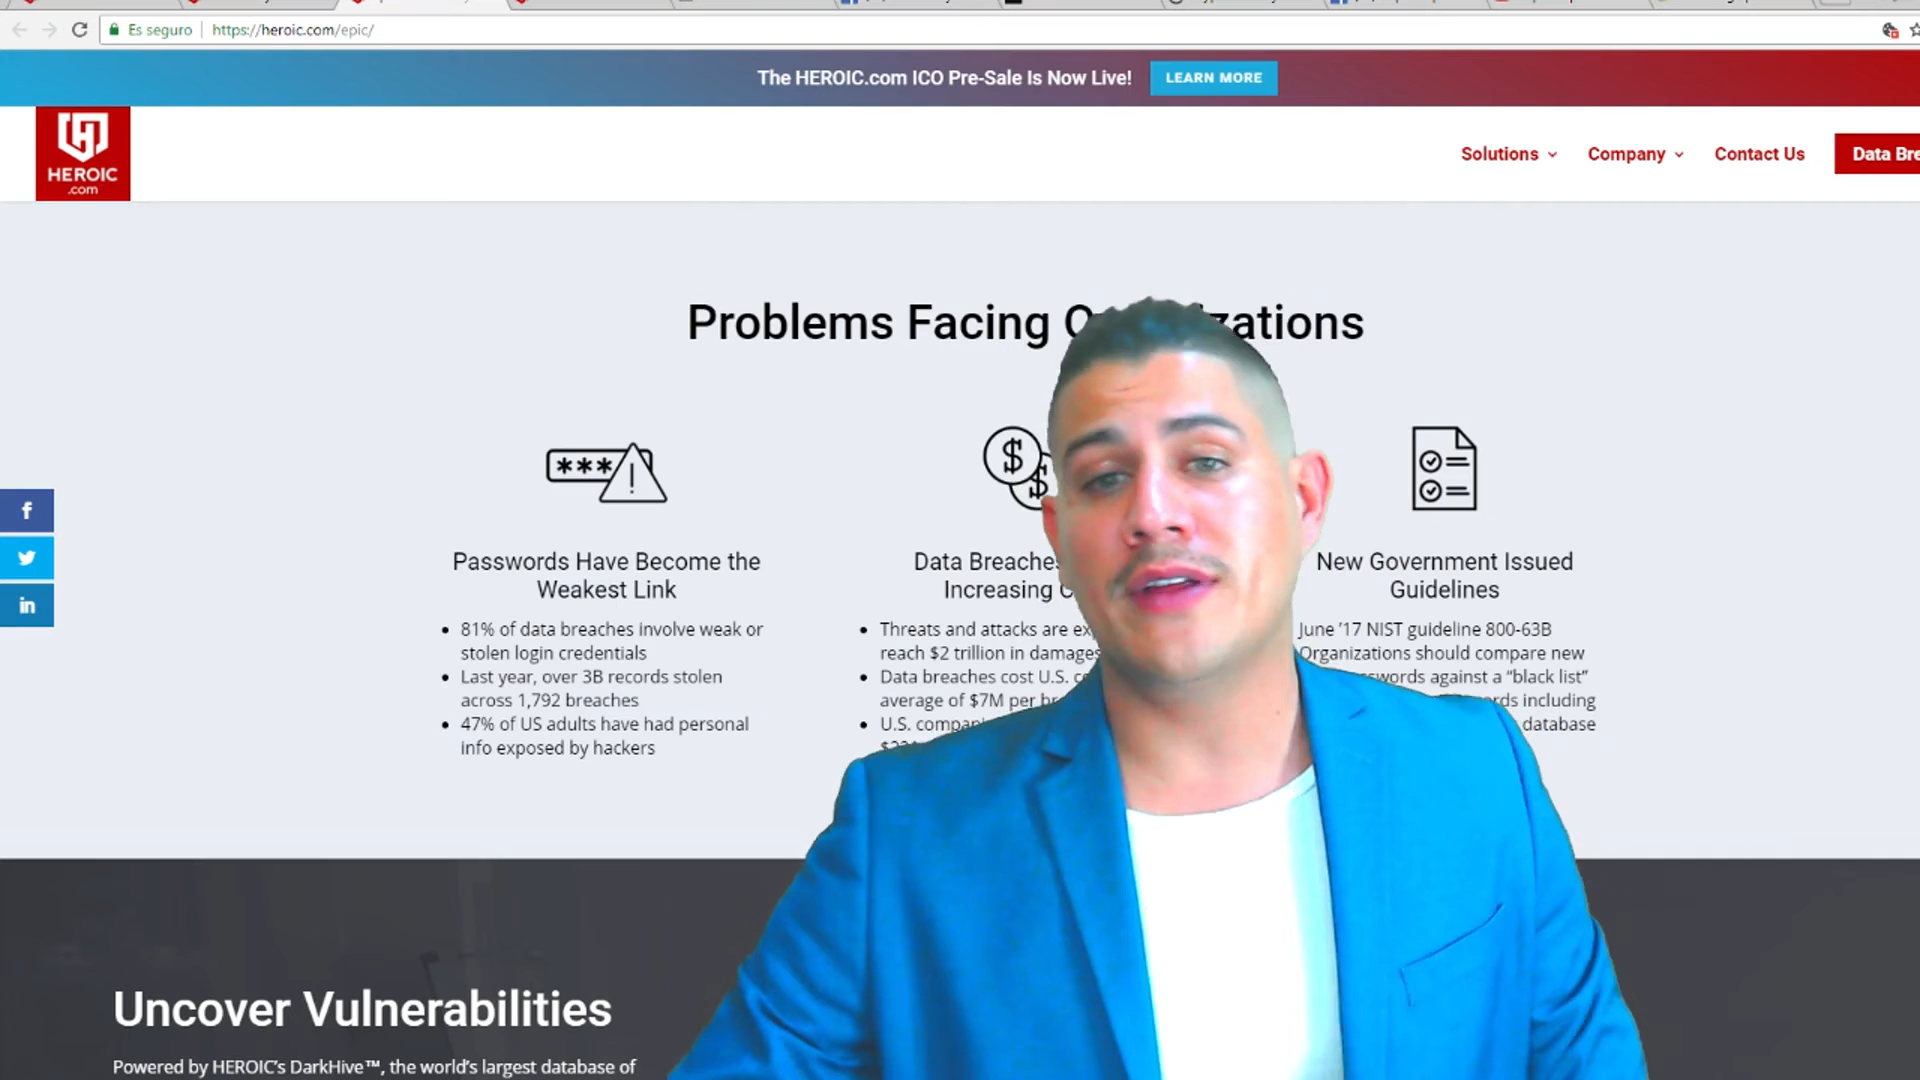 Es seguro https://heroic.com/epic/
The HEROIC.com ICO Pre-Sale Is Now Live! LEARN MORE
HEROIC
.com
Solutions Company Contact Us Data
Problems Facing
Passwords Have Become the
Weakest Link
81% of data breaches involve weak or
stolen login credentials
Last year, over 3B records stolen
across 1,792 breaches
47% of US adults have had personal
info exposed by hackers
Data
Increasing
Threats and attacks are
reach $2 trillion in damages
Data breaches cost U.S.
average of $7M per
U.S.
New Government Issued
Guidelines
June '17 NIST guideline 800-63B
Organizations should compare new
against a “black list”
including
database
Uncover Vulnerabilities
Powered by HEROIC's DarkHive™, the world's largest database of